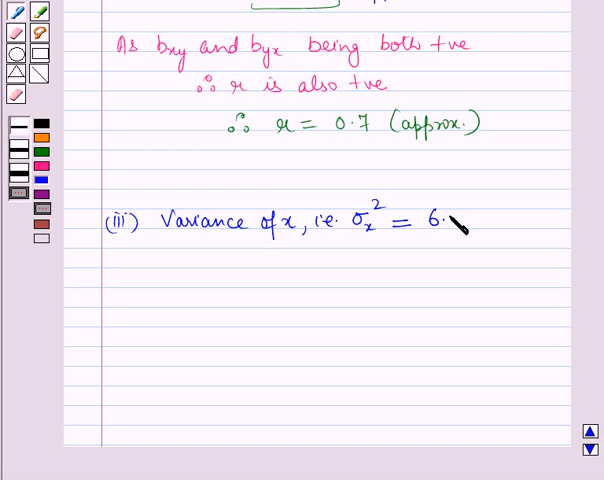 As bxy and byx being both +ve
∴ r is also +ve
∴ r = 0.7 (approx.)
(iii) Variance of x, i.e. σx² = 6.